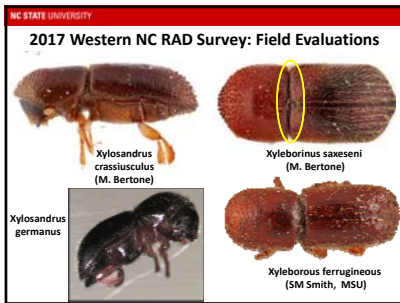 NC STATE UNIVERSITY
2017 Western NC RAD Survey: Field Evaluations
Xylosandrus
crassiusculus
(M. Bertone)
Xyleborinus saxeseni
(M. Bertone)
Xylosandrus
germanus
Xyleborous ferrugineous
(SM Smith, MSU)